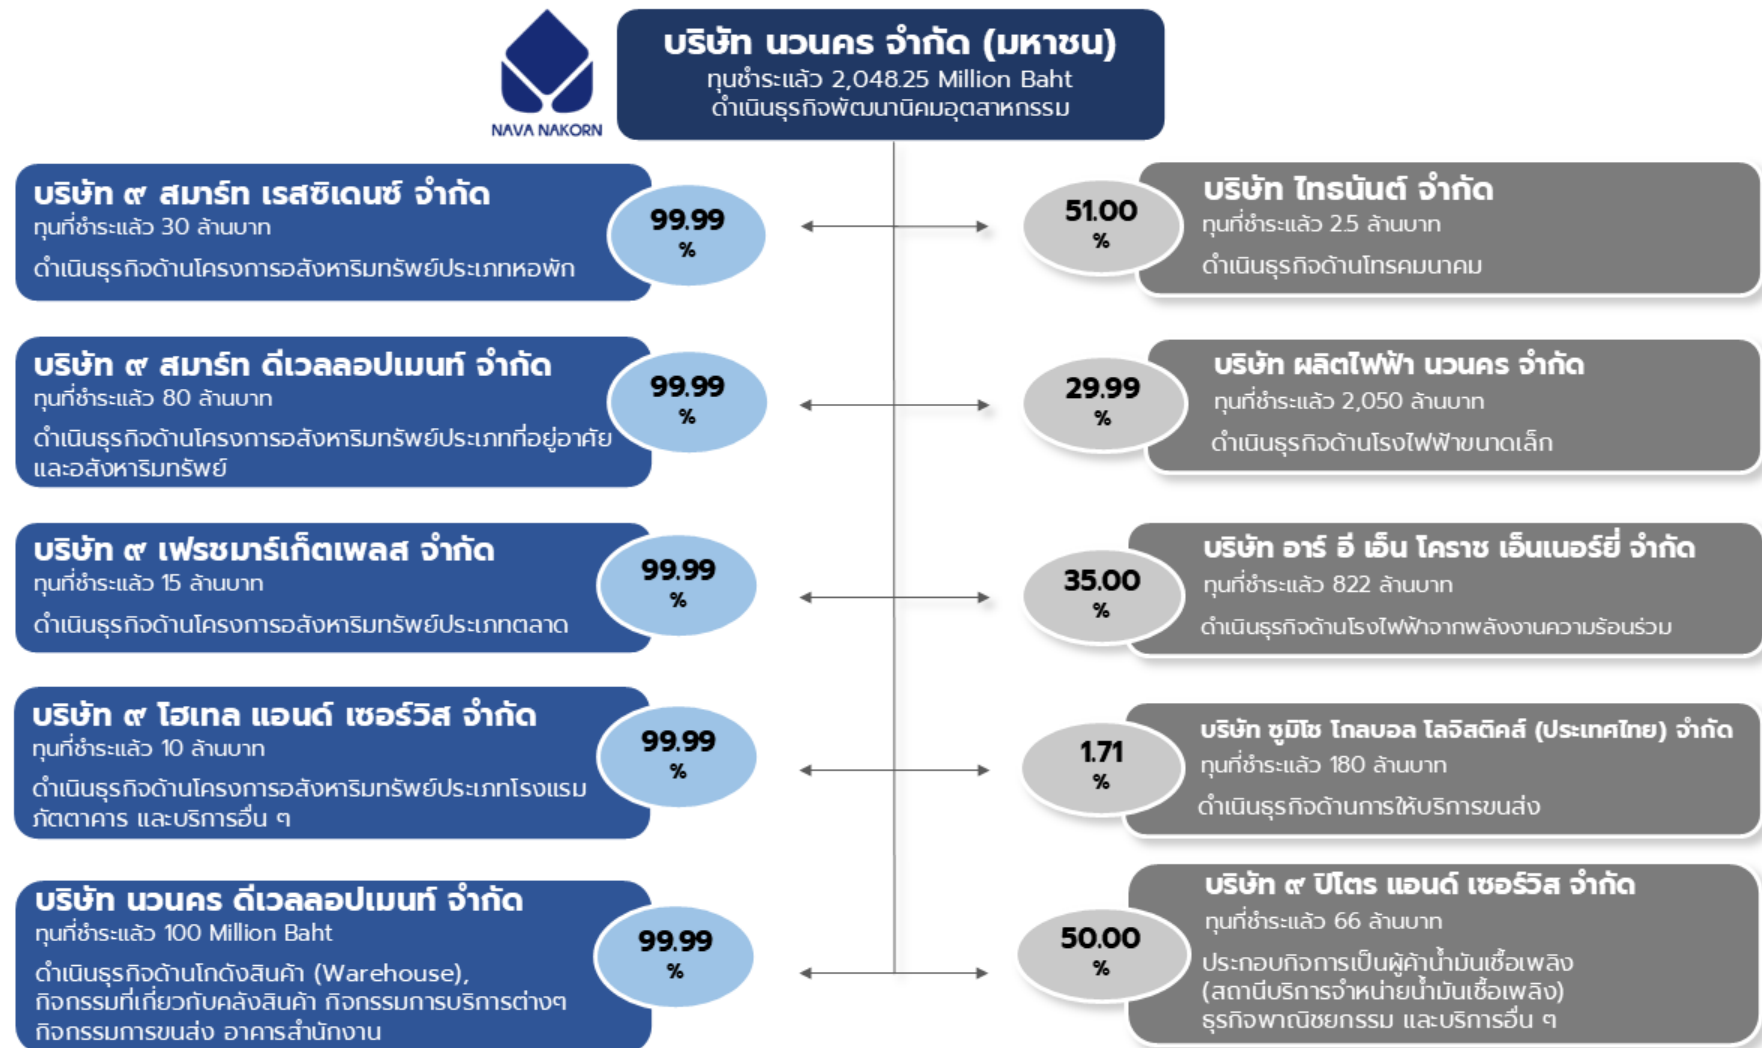 NAVA NAKORN
บริษัท นวนคร จำกัด (มหาชน)
ทุนชำระแล้ว 2,048.25 Million Baht
ดำเนินธุรกิจพัฒนานิคมอุตสาหกรรม
บริษัท ๙ สมาร์ท เรสซิเดนซ์ จำกัด
ทุนที่ชำระแล้ว 30 ล้านบาท
ดำเนินธุรกิจด้านโครงการอสังหาริมทรัพย์ประเภทหอพัก
99.99
%
บริษัท ๙ สมาร์ท ดีเวลลอปเมนท์ จำกัด
ทุนที่ชำระแล้ว 80 ล้านบาท
ดำเนินธุรกิจด้านโครงการอสังหาริมทรัพย์ประเภทที่อยู่อาศัย
และอสังหาริมทรัพย์
99.99
%
บริษัท ๙ เฟรชมาร์เก็ตเพลส จำกัด
ทุนที่ชำระแล้ว 15 ล้านบาท
ดำเนินธุรกิจด้านโครงการอสังหาริมทรัพย์ประเภทตลาด
99.99
%
บริษัท ๙ โฮเทล แอนด์ เซอร์วิส จำกัด
ทุนที่ชำระแล้ว 10 ล้านบาท
ดำเนินธุรกิจด้านโครงการอสังหาริมทรัพย์ประเภทโรงแรม
ภัตตาคาร และบริการอื่น ๆ
99.99
%
บริษัท นวนคร ดีเวลลอปเมนท์ จำกัด
ทุนที่ชำระแล้ว 100 Million Baht
ดำเนินธุรกิจด้านโกดังสินค้า (Warehouse),
กิจกรรมที่เกี่ยวกับคลังสินค้า กิจกรรมการบริการต่างๆ
กิจกรรมการขนส่ง อาคารสำนักงาน
99.99
%
51.00
%
บริษัท ไทธนันต์ จำกัด
ทุนที่ชำระแล้ว 2.5 ล้านบาท
ดำเนินธุรกิจด้านโทรคมนาคม
29.99
%
บริษัท ผลิตไฟฟ้า นวนคร จำกัด
ทุนที่ชำระแล้ว 2,050 ล้านบาท
ดำเนินธุรกิจด้านโรงไฟฟ้าขนาดเล็ก
35.00
%
บริษัท อาร์ อี เอ็น โคราช เอ็นเนอร์ยี่ จำกัด
ทุนที่ชำระแล้ว 822 ล้านบาท
ดำเนินธุรกิจด้านโรงไฟฟ้าจากพลังงานความร้อนร่วม
1.71
%
บริษัท ซูมิโช โกลบอล โลจิสติคส์ (ประเทศไทย) จำกัด
ทุนที่ชำระแล้ว 180 ล้านบาท
ดำเนินธุรกิจด้านการให้บริการขนส่ง
50.00
%
บริษัท ๙ ปิโตร แอนด์ เซอร์วิส จำกัด
ทุนที่ชำระแล้ว 66 ล้านบาท
ประกอบกิจการเป็นผู้ค้าน้ำมันเชื้อเพลิง
(สถานีบริการจำหน่ายน้ำมันเชื้อเพลิง)
ธุรกิจพาณิชยกรรม และบริการอื่น ๆ